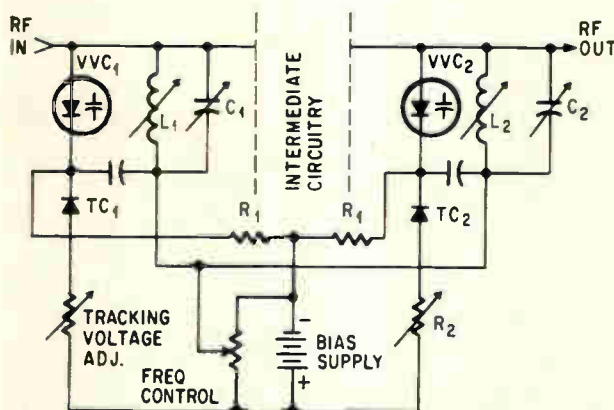 RF IN
RF OUT
VVC1
L1
C1
INTERMEDIATE CIRCUITRY
VVC2
L2
C2
TC1
R1
R1
TC2
TRACKING VOLTAGE ADJ.
FREQ CONTROL
-
+
BIAS SUPPLY
R2